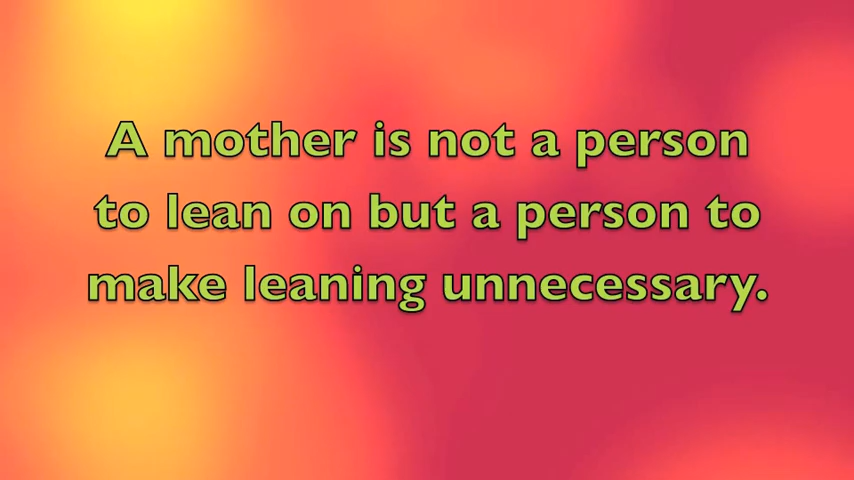 A mother is not a person
to lean on but a person to
make leaning unnecessary.